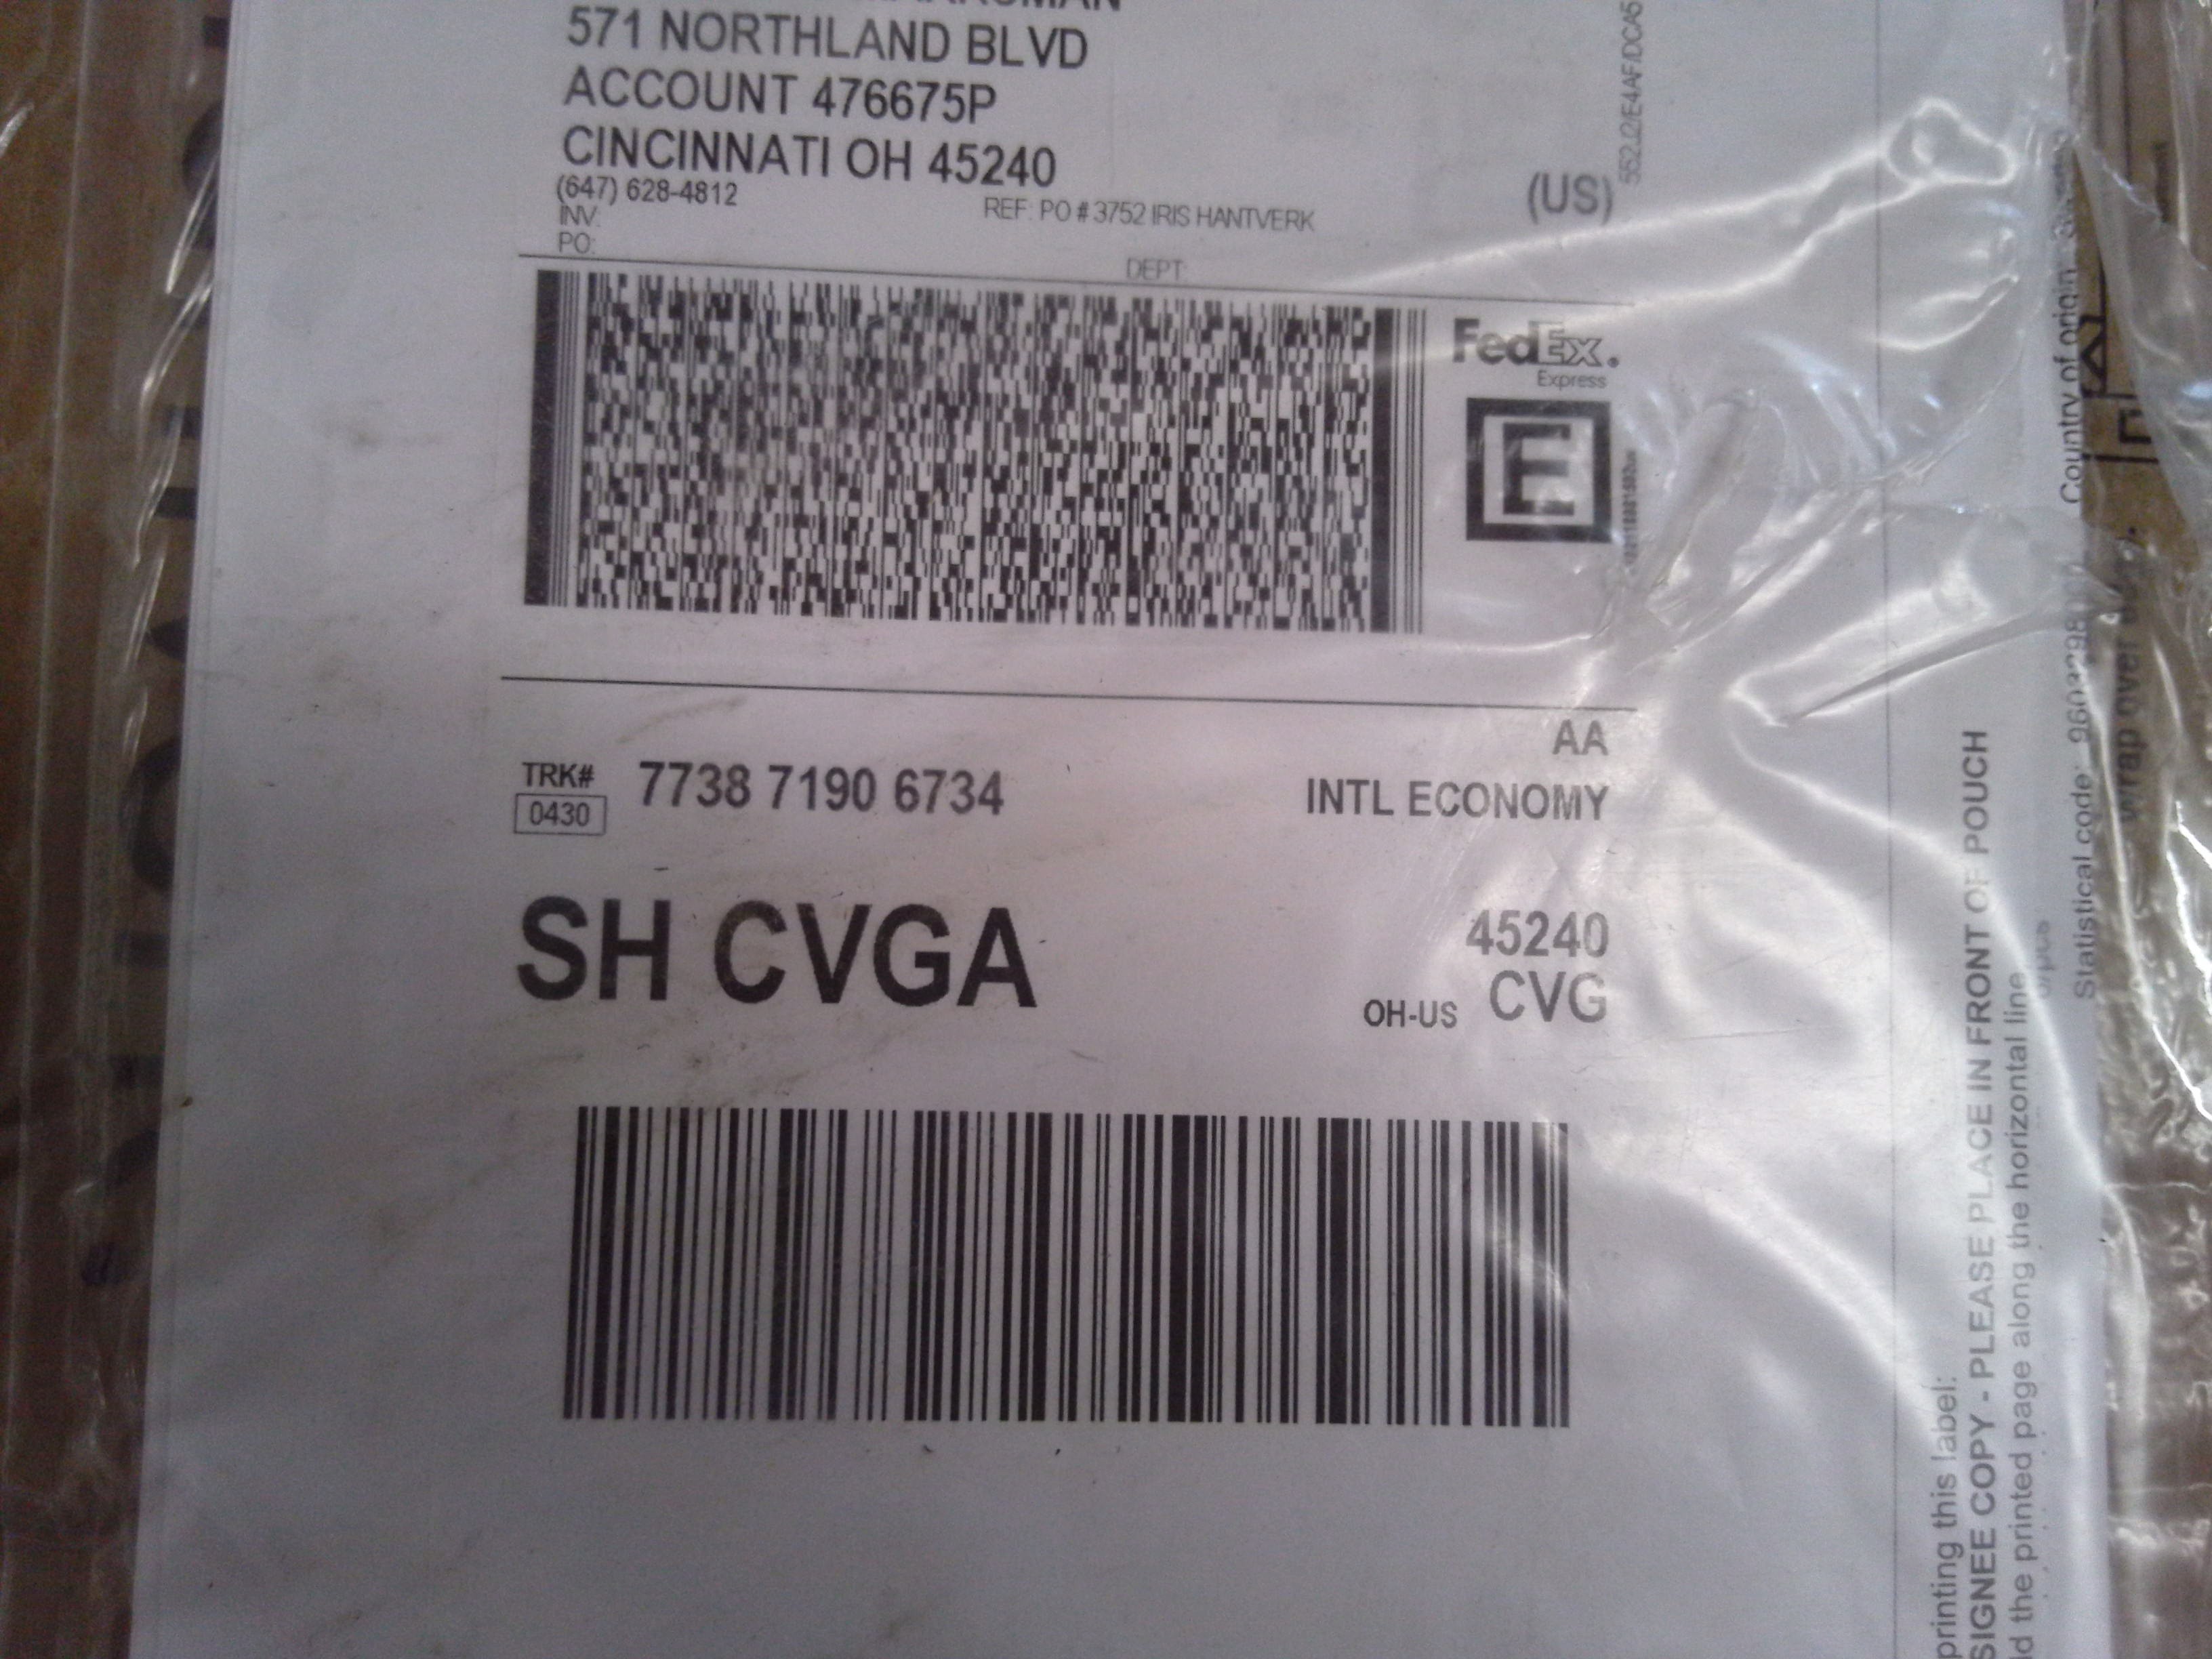 571 NORTHLAND BLVD
ACCOUNT 476675P
CINCINNATI OH 45240
(647) 628-4812
(US)
INV:
REF: PO # 3752 IRIS HANTVERK
PO:
DEPT:
FedEx.
Express
E
AA
TRK# 7738 7190 6734
0430
INTL ECONOMY
SH CVGA
45240
OH-US CVG
printing this label:
SIGNEE COPY - PLEASE PLACE IN FRONT OF POUCH
ld the printed page along the horizontal line
Statistical code:
Country of origin:
wrap over